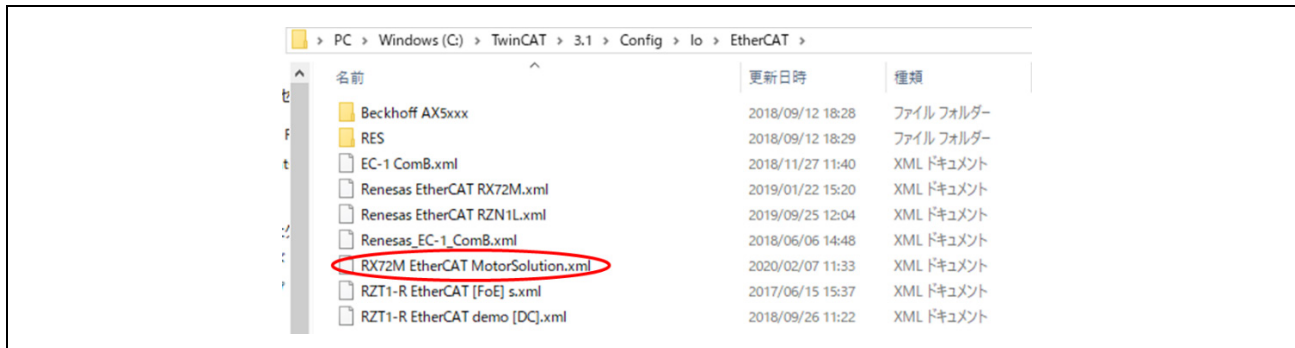 PC > Windows (C:) > TwinCAT > 3.1 > Config > Io > EtherCAT >
名前 更新日時 種類
Beckhoff AX5xxx 2018/09/12 18:28 ファイル フォルダー
RES 2018/09/12 18:29 ファイル フォルダー
EC-1 ComB.xml 2018/11/27 11:40 XML ドキュメント
Renesas EtherCAT RX72M.xml 2019/01/22 15:20 XML ドキュメント
Renesas EtherCAT RZN1L.xml 2019/09/25 12:04 XML ドキュメント
Renesas_EC-1_ComB.xml 2018/06/06 14:48 XML ドキュメント
RX72M EtherCAT MotorSolution.xml 2020/02/07 11:33 XML ドキュメント
RZT1-R EtherCAT [FoE] s.xml 2017/06/15 15:37 XML ドキュメント
RZT1-R EtherCAT demo [DC].xml 2018/09/26 11:22 XML ドキュメント